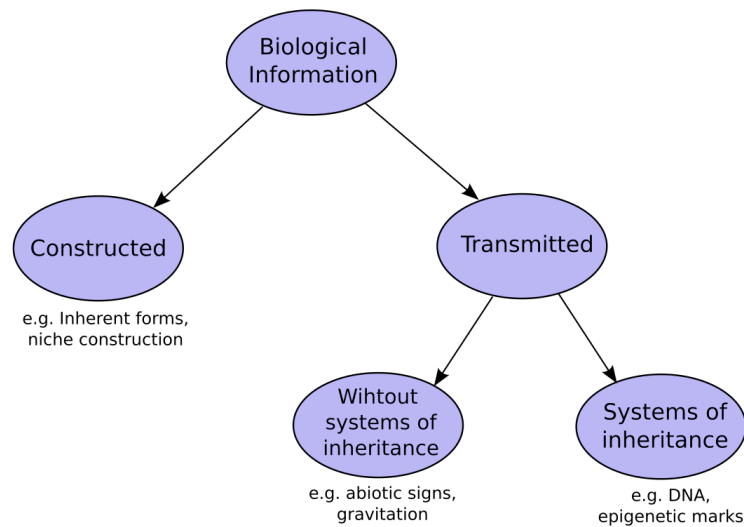 Biological
Information
Constructed
Transmitted
e.g. Inherent forms,
niche construction
Wihtout
systems of
inheritance
Systems of
inheritance
e.g. abiotic signs,
gravitation
e.g. DNA,
epigenetic marks